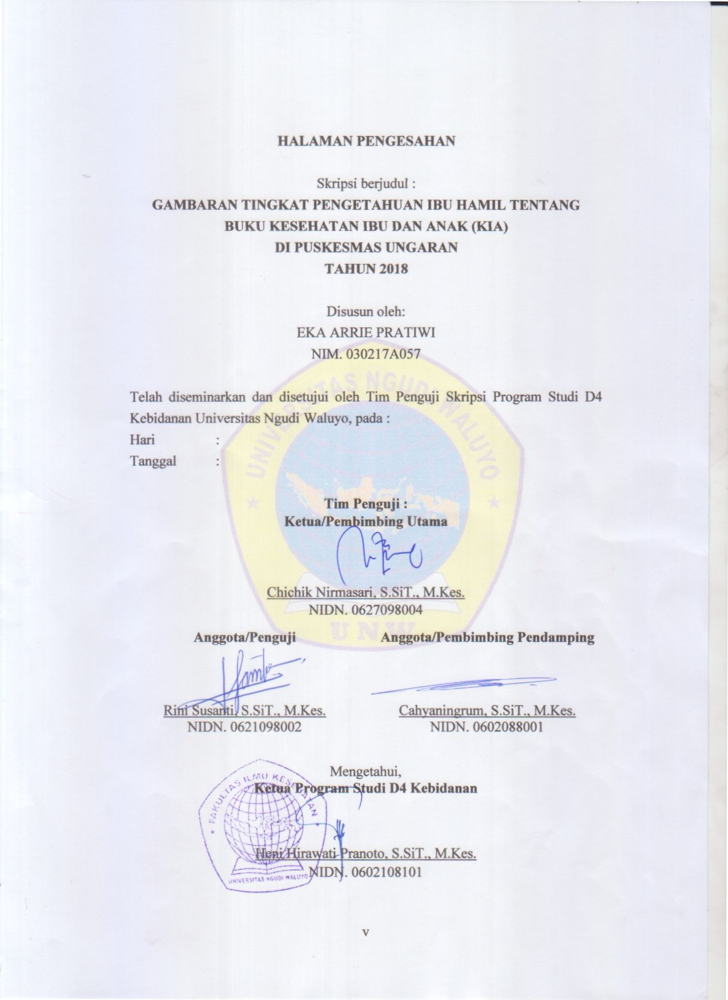 HALAMAN PENGESAHAN
Skripsi berjudul :
GAMBARAN TINGKAT PENGETAHUAN IBU HAMIL TENTANG
BUKU KESEHATAN IBU DAN ANAK (KIA)
DI PUSKESMAS UNGARAN
TAHUN 2018
Disusun oleh:
EKA ARRIE PRATIWI
NIM. 030217A057
UNIVERSITAS NGUDI WALUYO
Telah diseminarkan dan disetujui oleh Tim Penguji Skripsi Program Studi D4
Kebidanan Universitas Ngudi Waluyo, pada :
Hari :
Tanggal :
Tim Penguji :
Ketua/Pembimbing Utama
Chichik Nirmasari, S.SiT., M.Kes.
NIDN. 0627098004
UNW
Anggota/Penguji Anggota/Pembimbing Pendamping
Rini Susanti, S.SiT., M.Kes. Cahyaningrum, S.SiT., M.Kes.
NIDN. 0621098002 NIDN. 0602088001
Mengetahui,
Ketua Program Studi D4 Kebidanan
FAKULTAS ILMU KESEHATAN
Heni Hirawati Pranoto, S.SiT., M.Kes.
NIDN. 0602108101
UNIVERSITAS NGUDI WALUYO
v